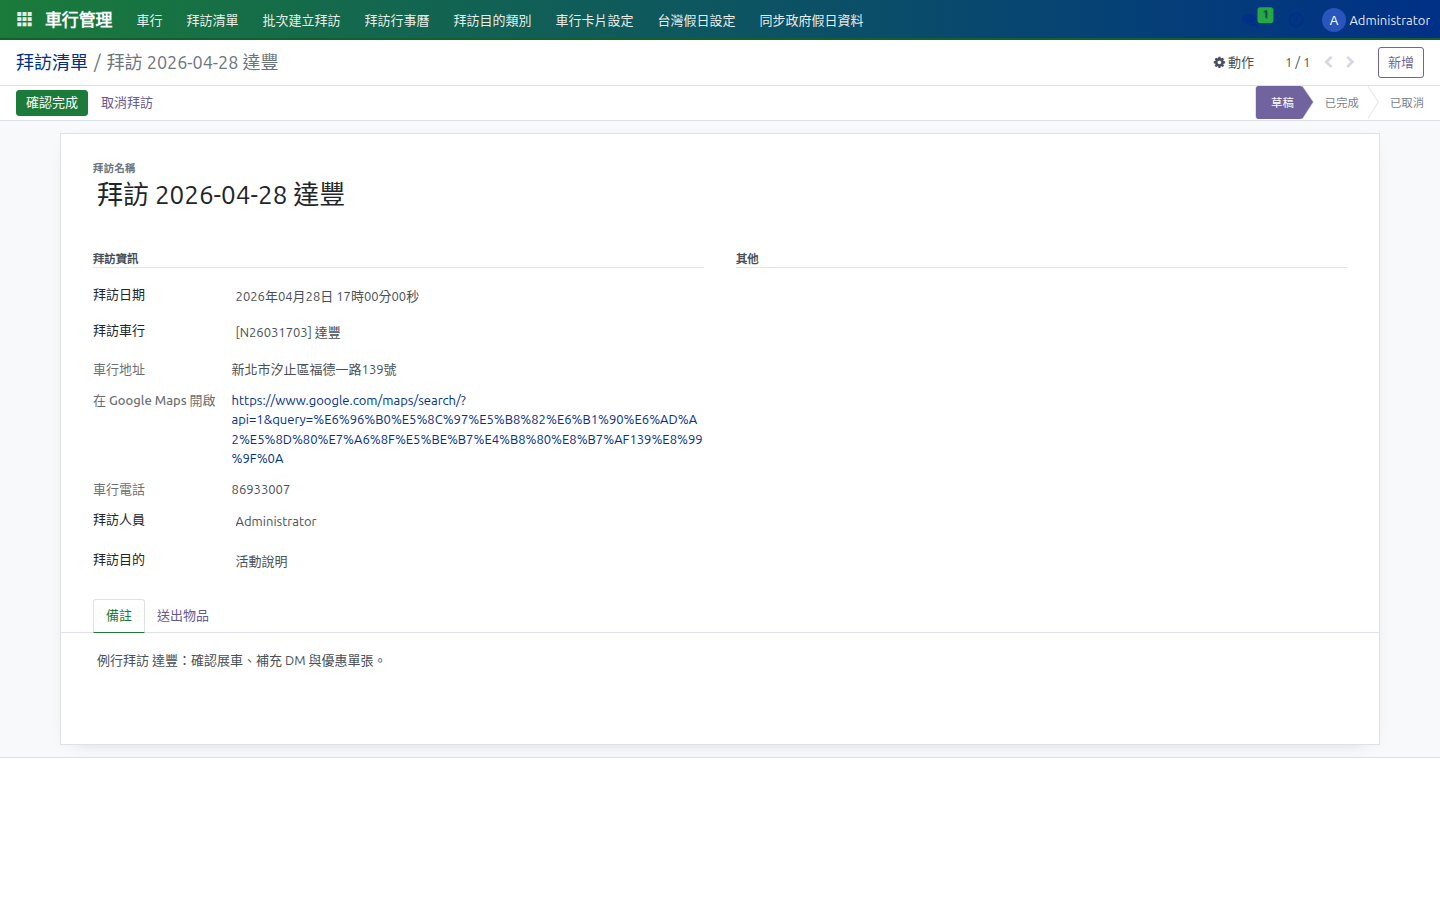 車行管理 車行 拜訪清單 批次建立拜訪 拜訪行事曆 拜訪目的類別 車行卡片設定 台灣假日設定 同步政府假日資料 1 A Administrator
拜訪清單 / 拜訪 2026-04-28 達豐 動作 1 / 1 新增
確認完成 取消拜訪 草稿 已完成 已取消
拜訪名稱
拜訪 2026-04-28 達豐
拜訪資訊 其他
拜訪日期 2026年04月28日 17時00分00秒
拜訪車行 [N26031703] 達豐
車行地址 新北市汐止區福德一路139號
在 Google Maps 開啟 https://www.google.com/maps/search/?
api=1&query=%E6%96%B0%E5%8C%97%E5%B8%82%E6%B1%90%E6%AD%A
2%E5%8D%80%E7%A6%8F%E5%BE%B7%E4%B8%80%E8%B7%AF139%E8%99
%9F%0A
車行電話 86933007
拜訪人員 Administrator
拜訪目的 活動說明
備註 送出物品
例行拜訪 達豐：確認展車、補充 DM 與優惠單張。